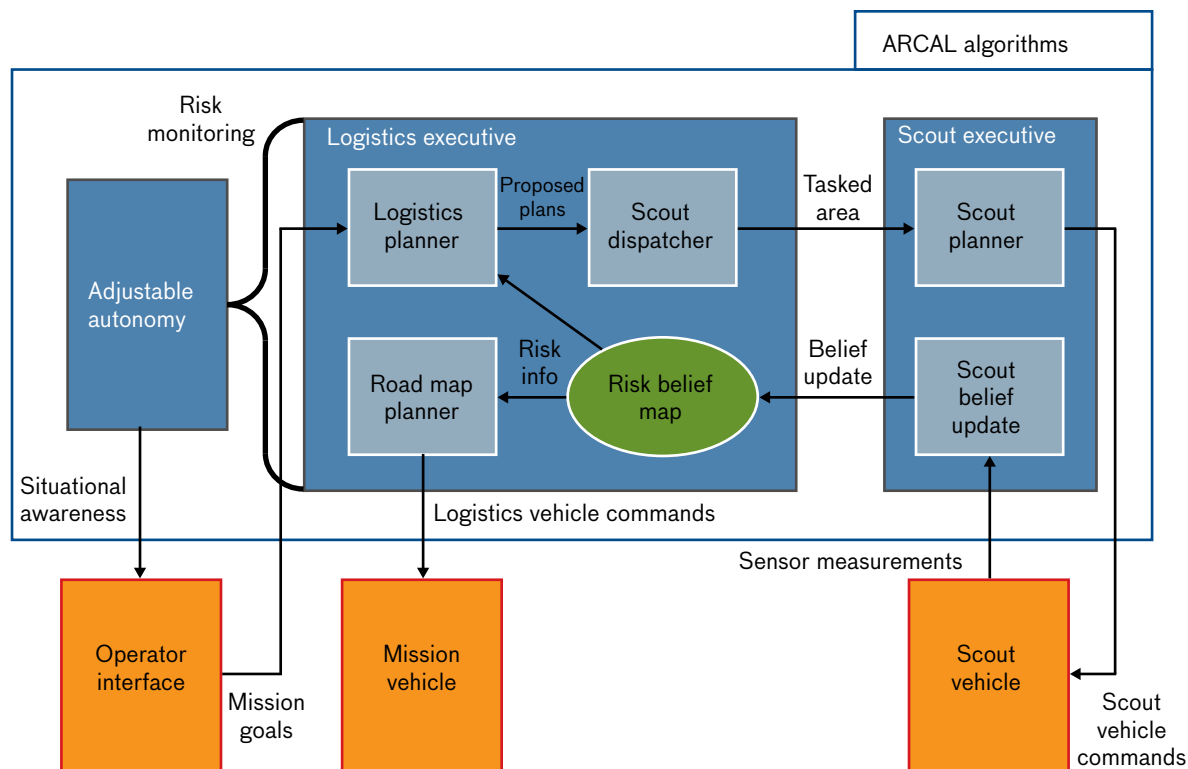 ARCAL algorithms
Risk
monitoring
Logistics executive
Scout executive
Proposed
plans
Tasked
area
Logistics
planner
Scout
dispatcher
Scout
planner
Adjustable
autonomy
Risk
info
Belief
update
Road map
planner
Risk belief
map
Scout
belief
update
Situational
awareness
Logistics vehicle commands
Sensor measurements
Operator
interface
Mission
vehicle
Scout
vehicle
Mission
goals
Scout
vehicle
commands